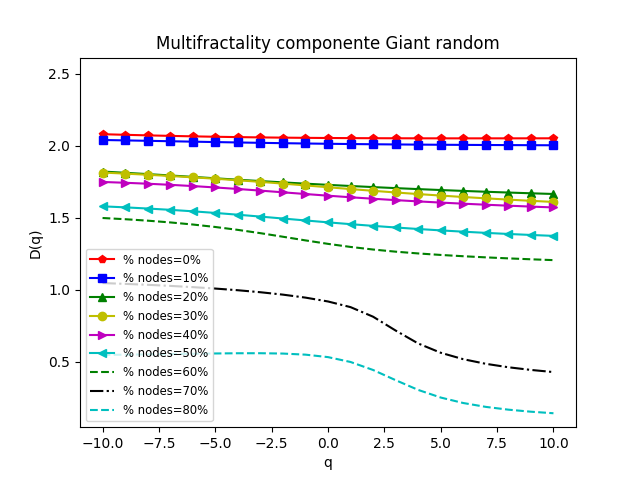 Multifractality componente Giant random
2.5
2.0
1.5
1.0
0.5
D(q)
% nodes=0%
% nodes=10%
% nodes=20%
% nodes=30%
% nodes=40%
% nodes=50%
% nodes=60%
% nodes=70%
% nodes=80%
−10.0 −7.5 −5.0 −2.5 0.0 2.5 5.0 7.5 10.0
q